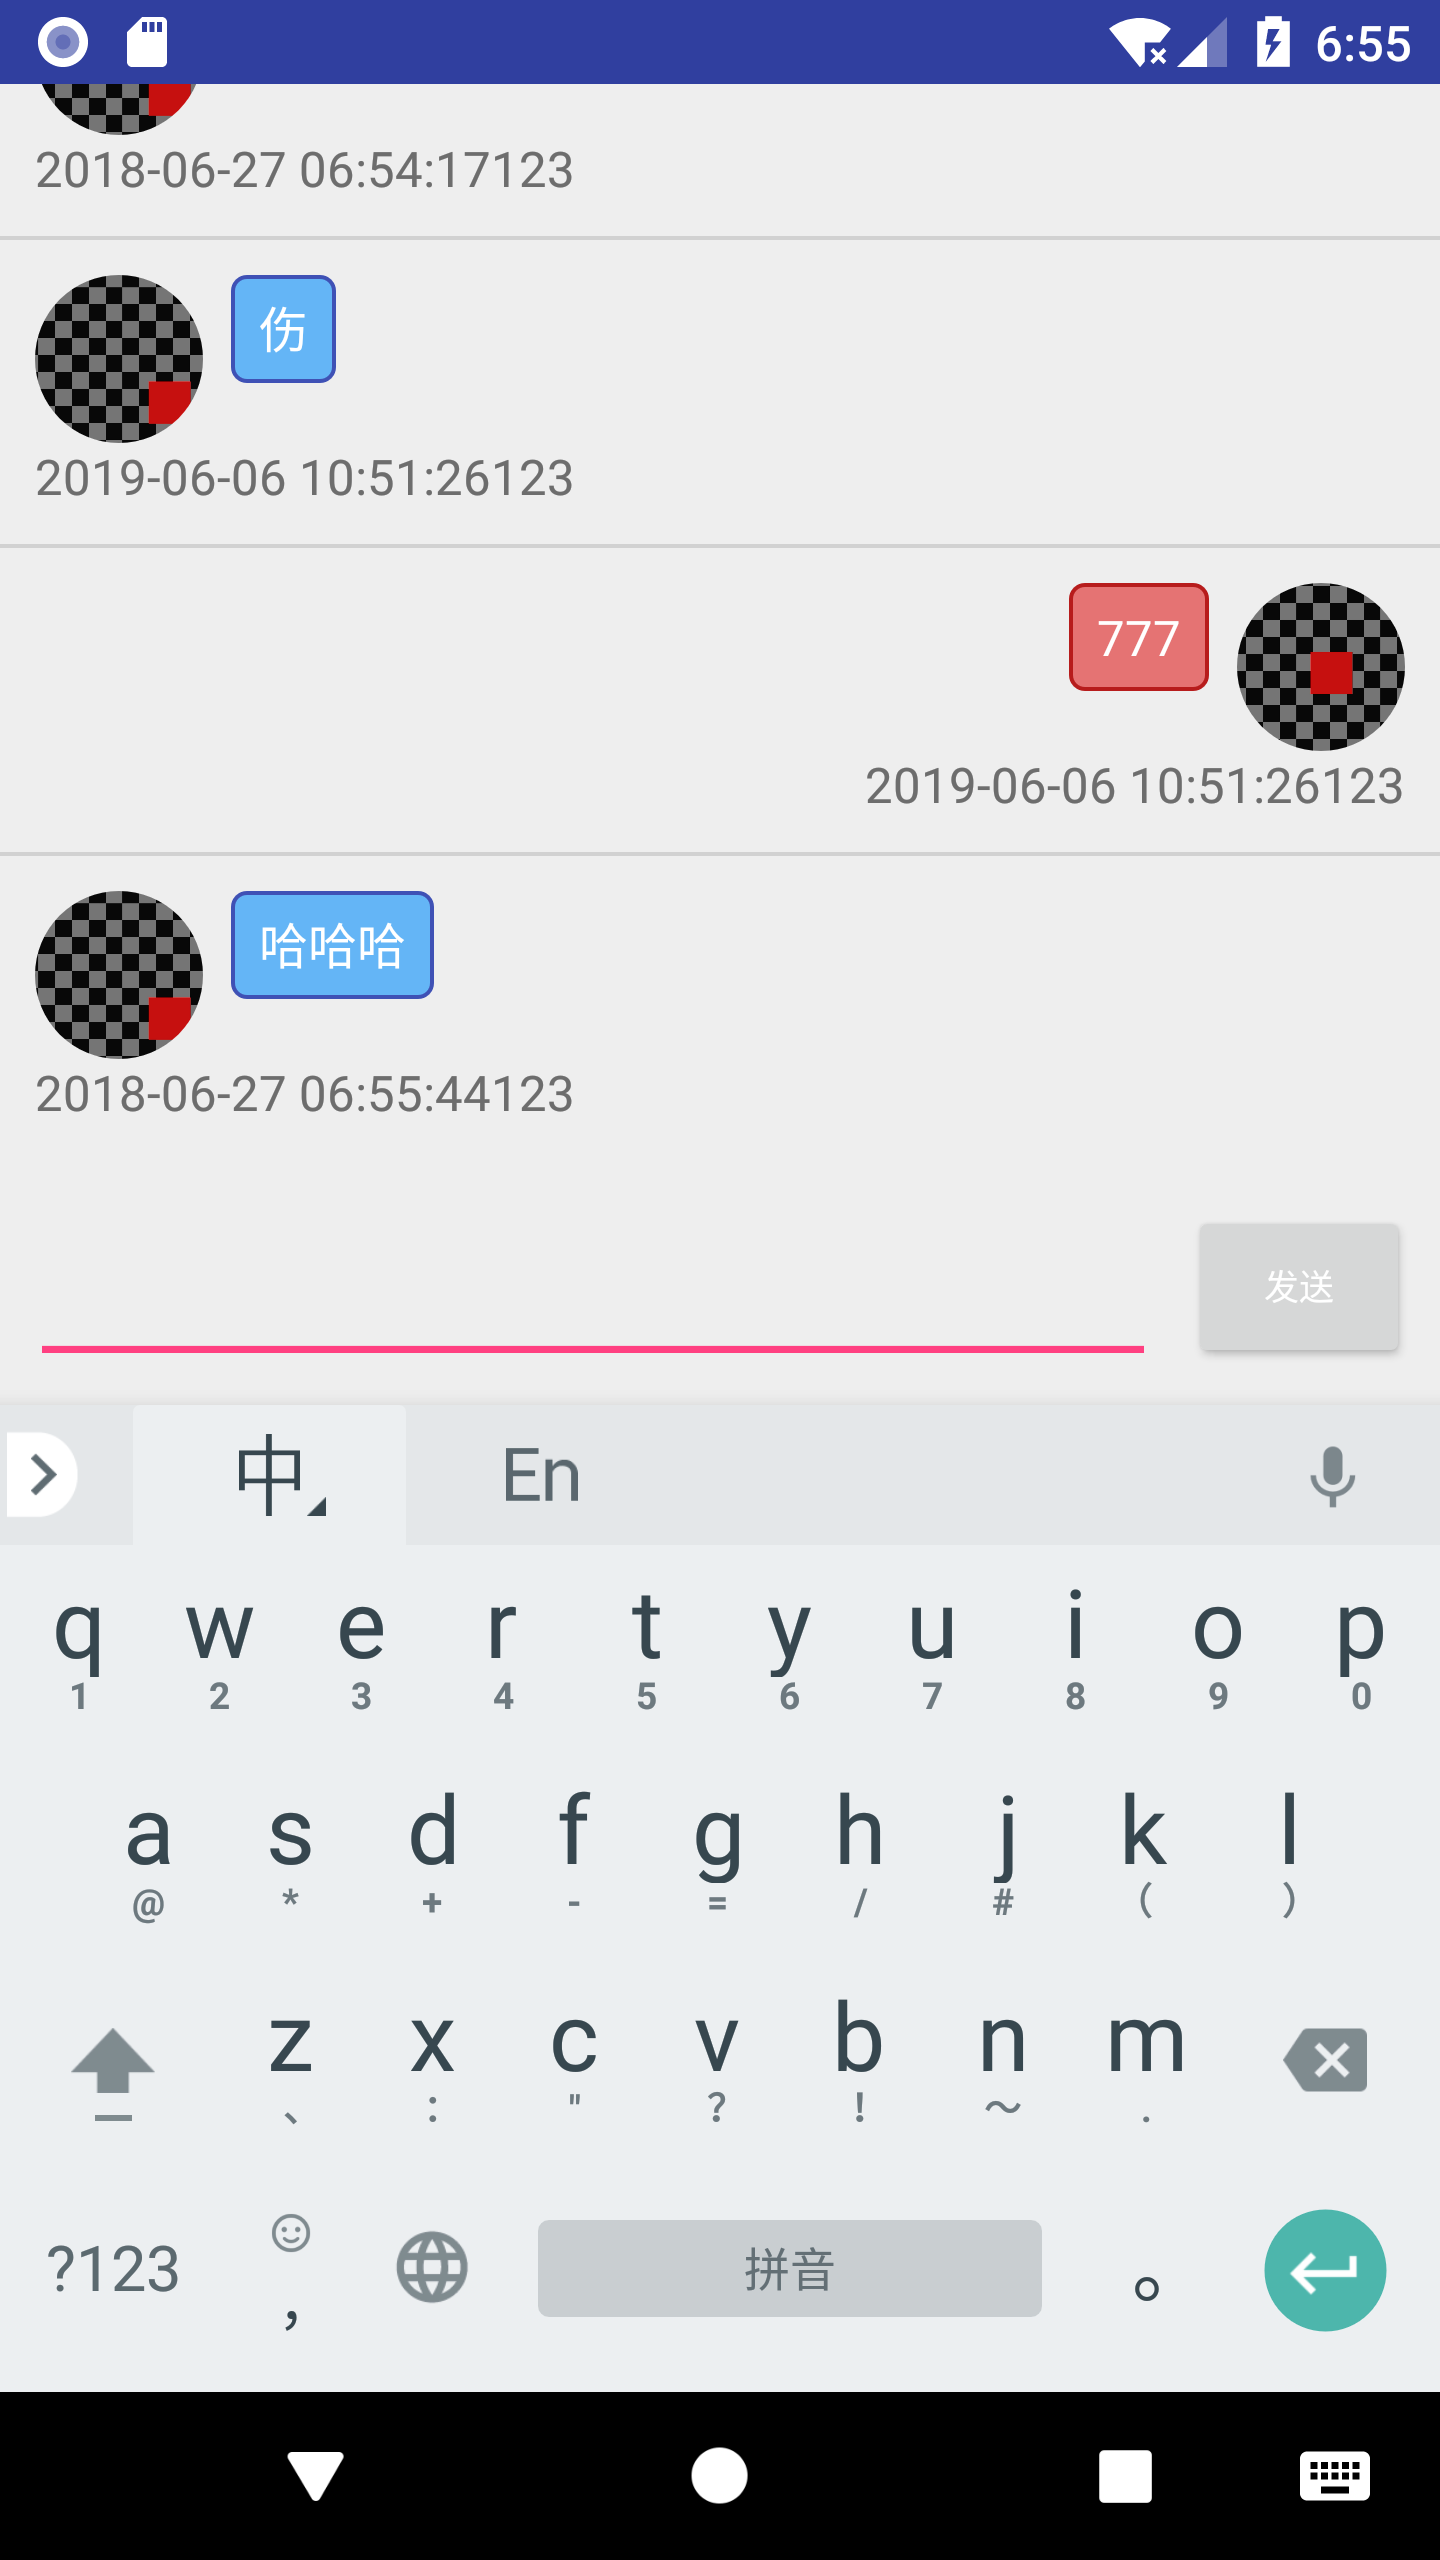 6:55
2018-06-27 06:54:17123
伤
2019-06-06 10:51:26123
777
2019-06-06 10:51:26123
哈哈哈
2018-06-27 06:55:44123
发送
中 En
q w e r t y u i o p
1 2 3 4 5 6 7 8 9 0
a s d f g h j k l
@ * + - = / # ( )
z x c v b n m
、 : " ? ! ～ .
?123 ， 拼音 。